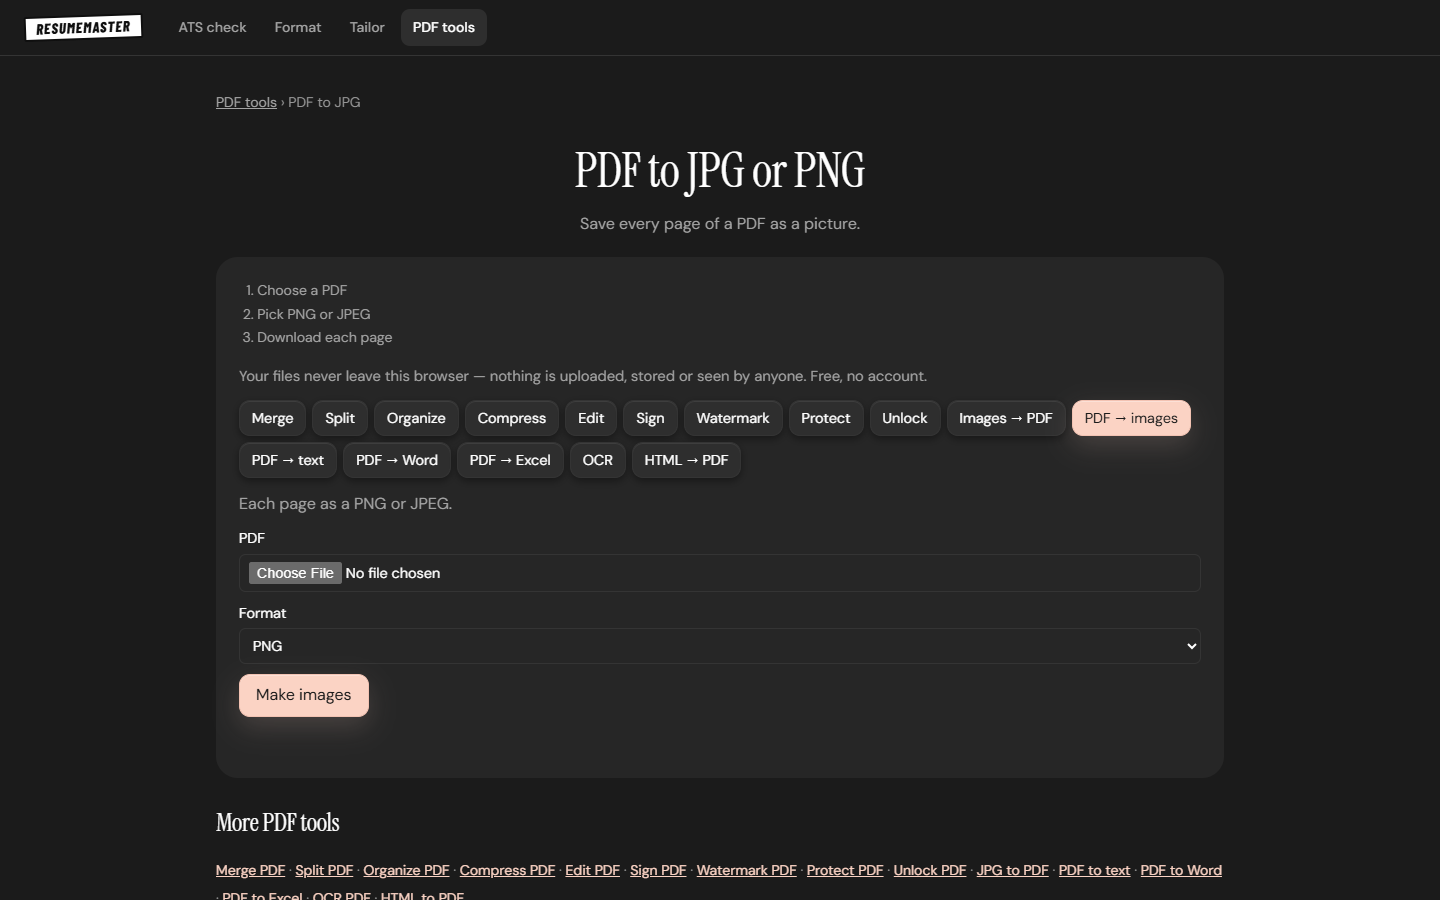 RESUMEMASTER ATS check Format Tailor PDF tools
PDF tools › PDF to JPG
PDF to JPG or PNG
Save every page of a PDF as a picture.
1. Choose a PDF
2. Pick PNG or JPEG
3. Download each page
Your files never leave this browser — nothing is uploaded, stored or seen by anyone. Free, no account.
Merge Split Organize Compress Edit Sign Watermark Protect Unlock Images → PDF PDF → images
PDF → text PDF → Word PDF → Excel OCR HTML → PDF
Each page as a PNG or JPEG.
PDF
Choose File No file chosen
Format
PNG
Make images
More PDF tools
Merge PDF · Split PDF · Organize PDF · Compress PDF · Edit PDF · Sign PDF · Watermark PDF · Protect PDF · Unlock PDF · JPG to PDF · PDF to text · PDF to Word
· PDF to Excel · OCR PDF · HTML to PDF